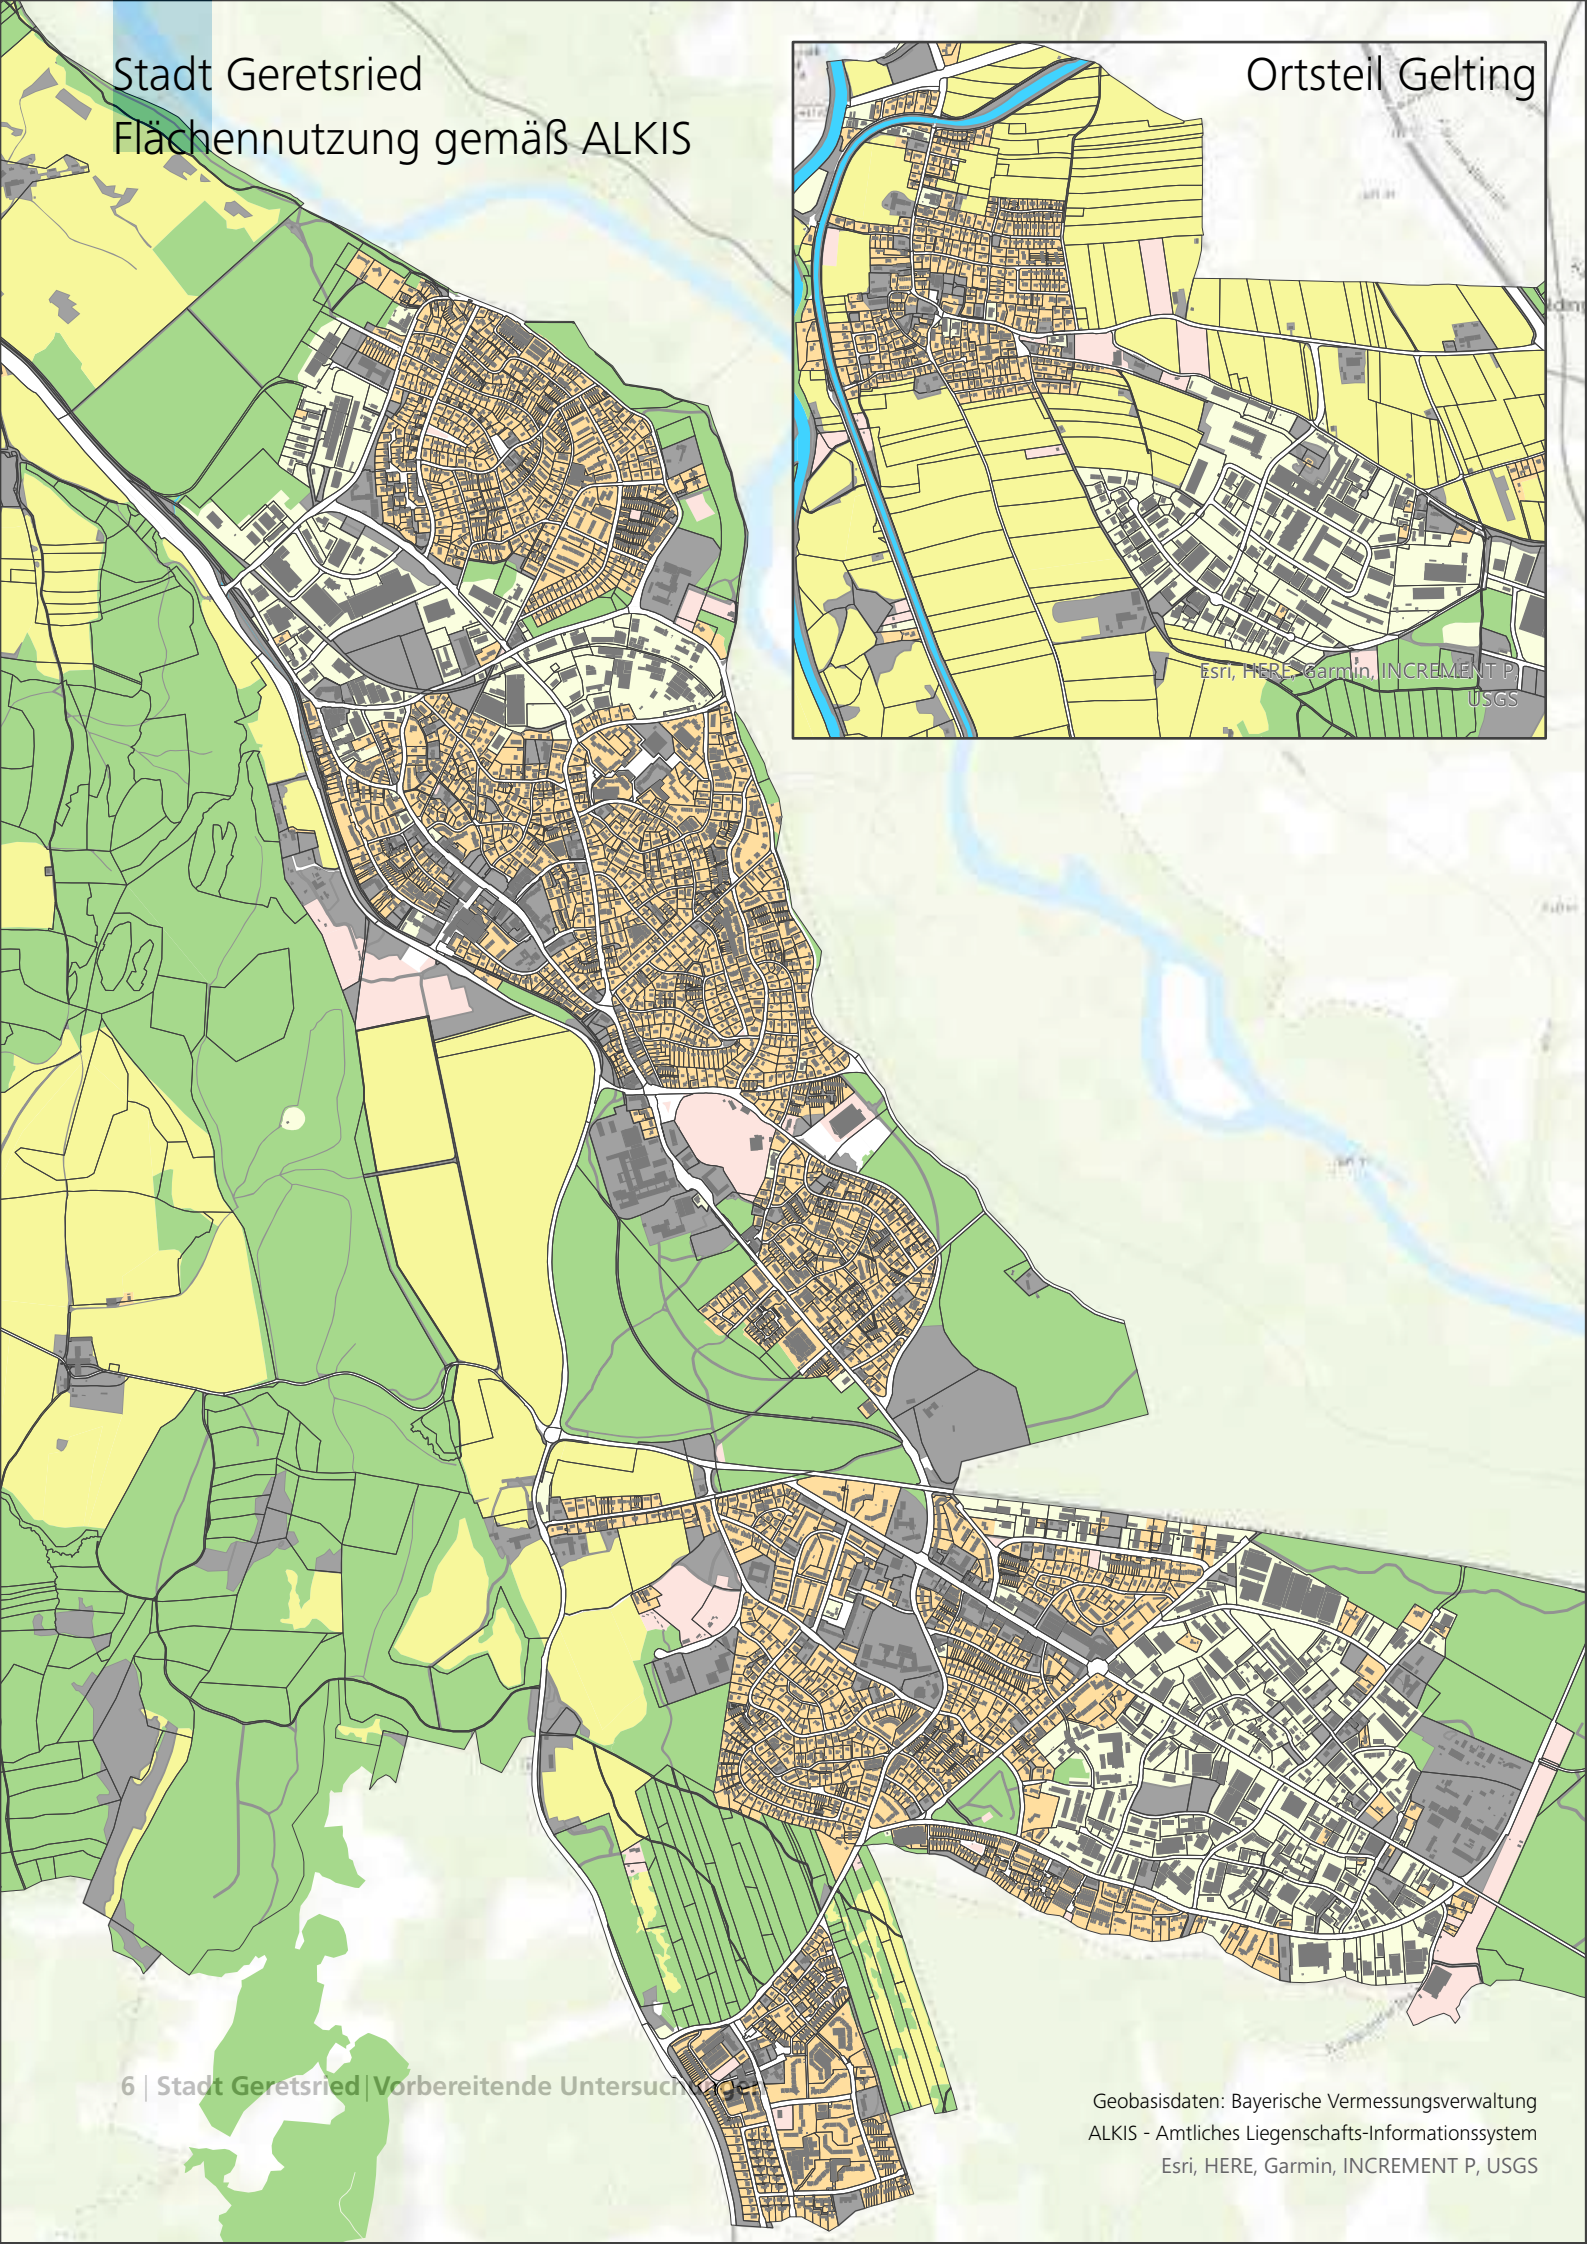 Stadt Geretsried
Flächennutzung gemäß ALKIS
Ortsteil Gelting
Esri, HERE, Garmin, INCREMENT P,
USGS
6 | Stadt Geretsried | Vorbereitende Untersuchungen
Geobasisdaten: Bayerische Vermessungsverwaltung
ALKIS - Amtliches Liegenschafts-Informationssystem
Esri, HERE, Garmin, INCREMENT P, USGS